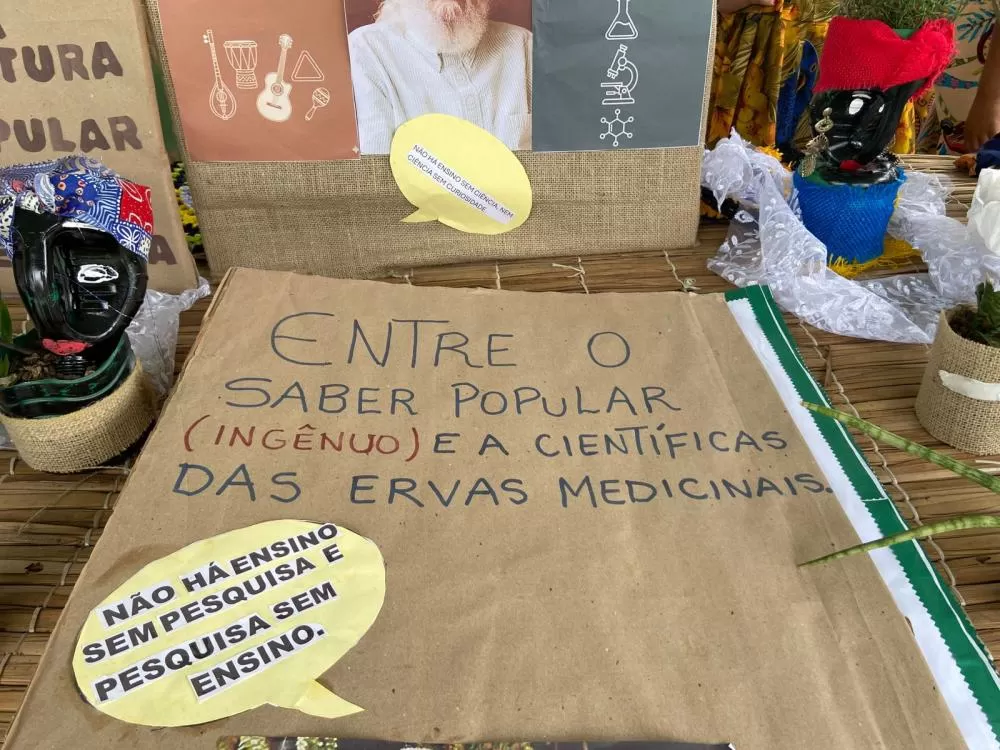 TURA
PULAR
A
NÃO HÁ ENSINO SEM CIÊNCIA, NEM
CIÊNCIA SEM CURIOSIDADE
ENTRE O
SABER POPULAR
(INGÊNUO) E A CIENTÍFICAS
DAS ERVAS MEDICINAIS.
NÃO HÁ ENSINO
SEM PESQUISA E
PESQUISA SEM
ENSINO.